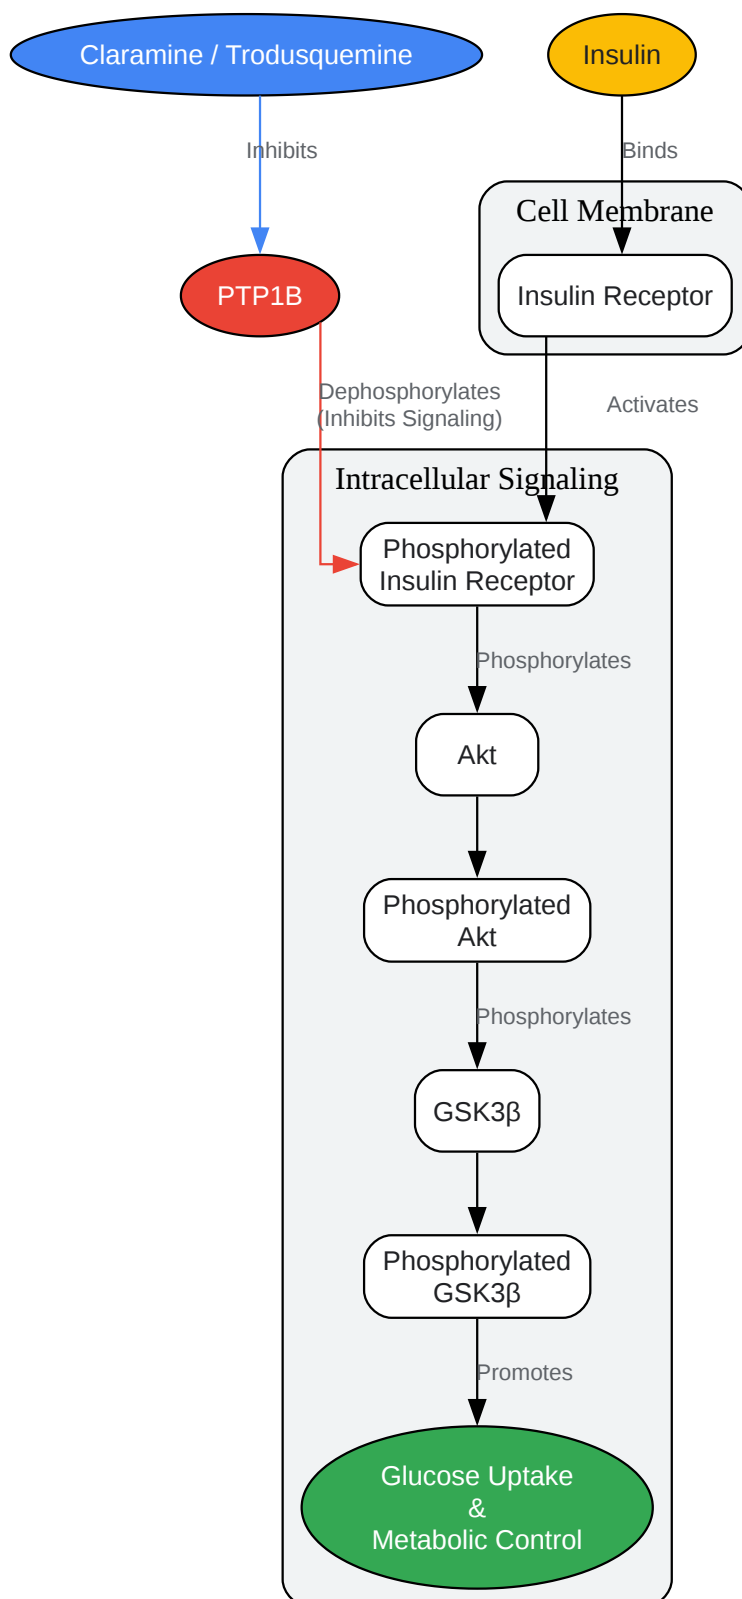 Claramine / Trodusquemine
Insulin
Inhibits
Binds
Cell Membrane
PTP1B
Insulin Receptor
Dephosphorylates
(Inhibits Signaling)
Activates
Intracellular Signaling
Phosphorylated
Insulin Receptor
Phosphorylates
Akt
Phosphorylated
Akt
Phosphorylates
GSK3β
Phosphorylated
GSK3β
Promotes
Glucose Uptake
&
Metabolic Control